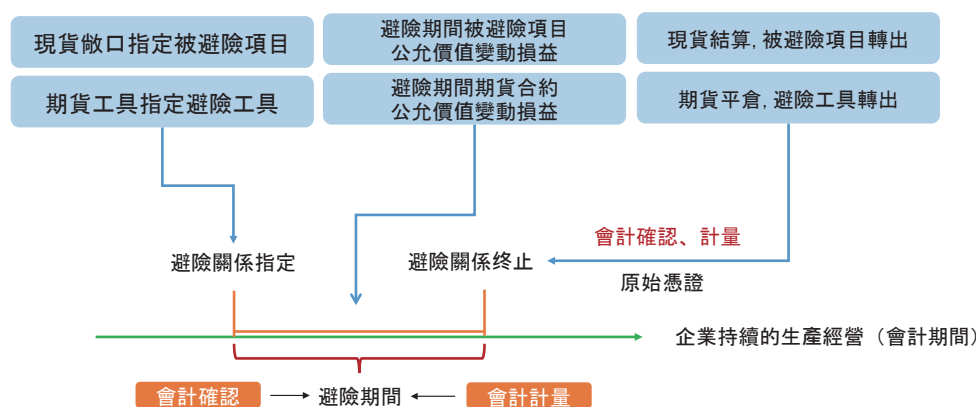 現貨敞口指定被避險項目
避險期間被避險項目
公允價值變動損益
現貨結算,被避險項目轉出
期貨工具指定避險工具
避險期間期貨合約
公允價值變動損益
期貨平倉,避險工具轉出
會計確認、計量
避險關係指定
避險關係终止
原始憑證
企業持續的生產經營（會計期間）
會計確認
避險期間
會計計量